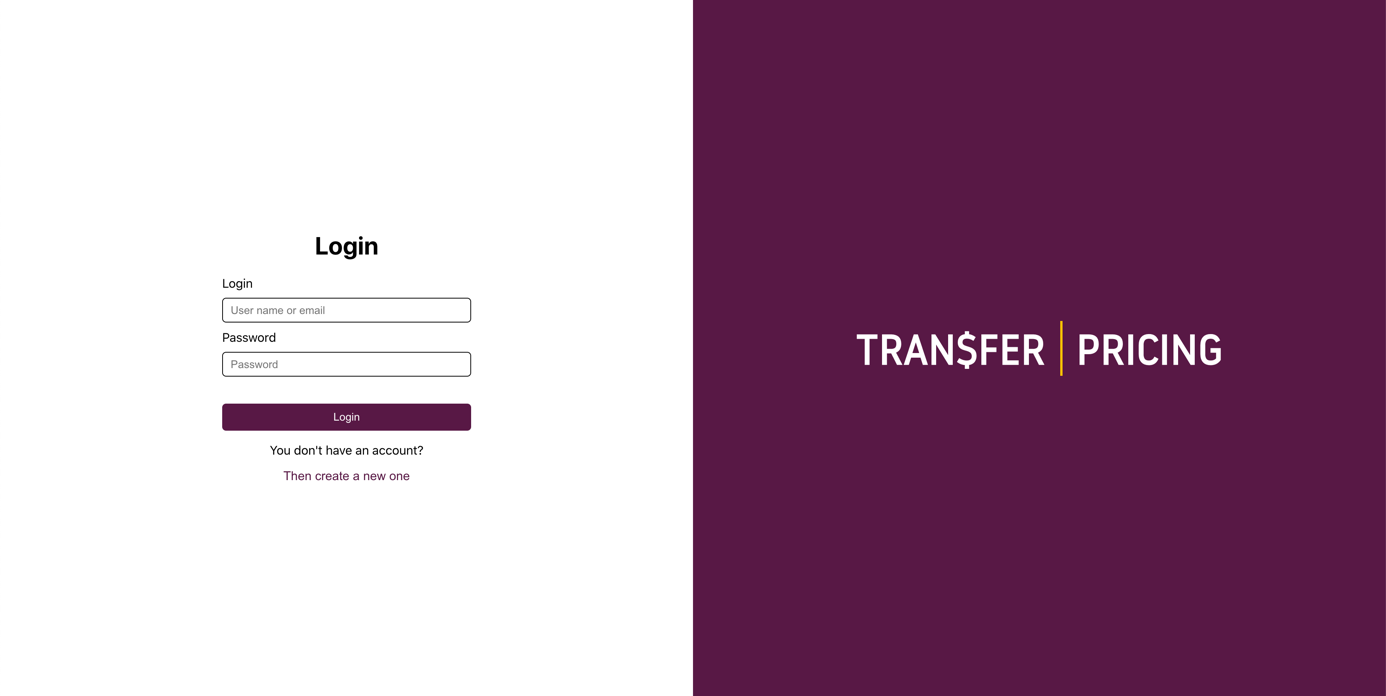 Login
Login
User name or email
Password
Password
Login
You don't have an account?
Then create a new one
TRAN$FER | PRICING